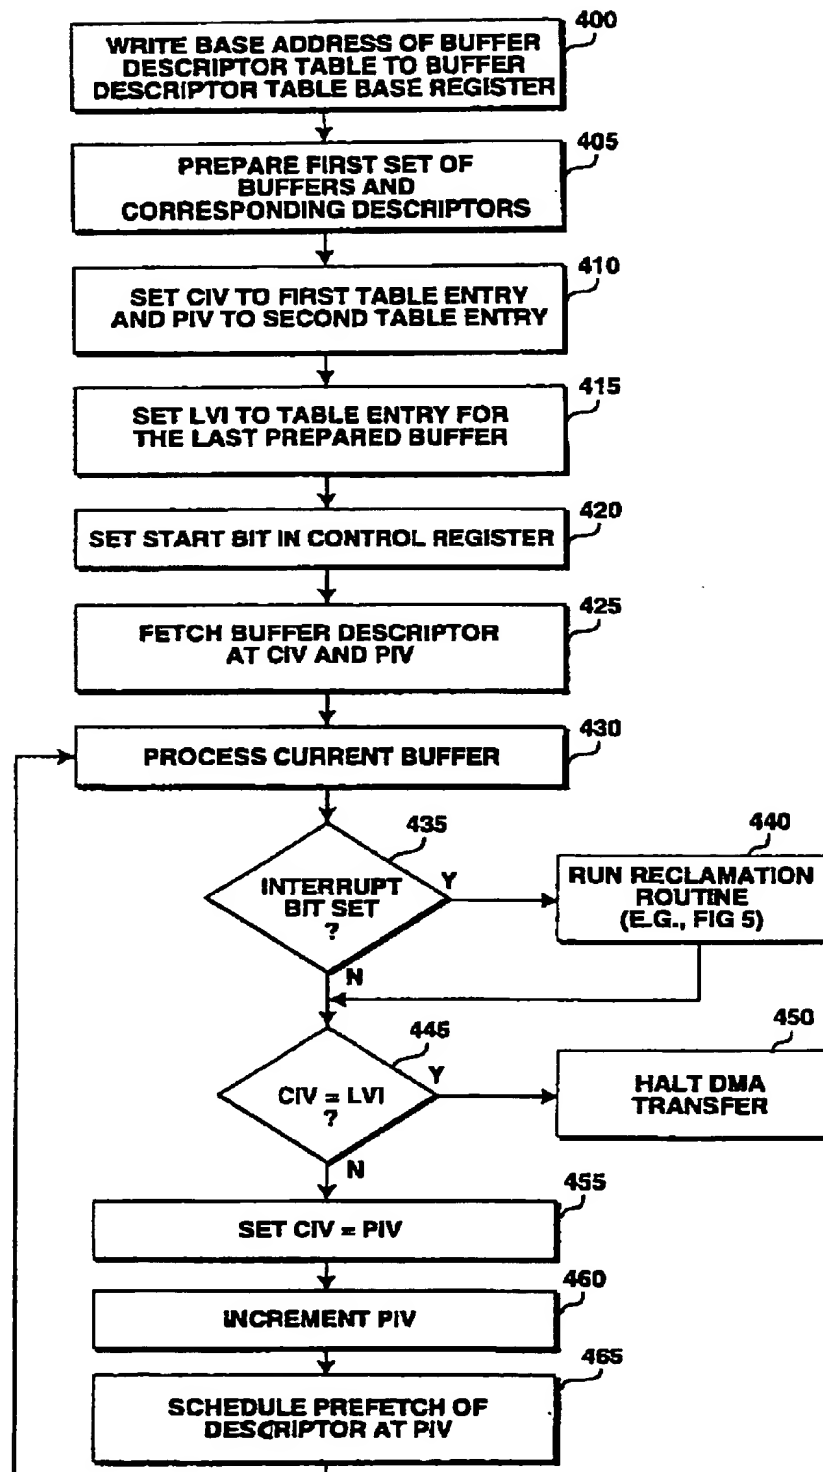 400
WRITE BASE ADDRESS OF BUFFER
DESCRIPTOR TABLE TO BUFFER
DESCRIPTOR TABLE BASE REGISTER
405
PREPARE FIRST SET OF
BUFFERS AND
CORRESPONDING DESCRIPTORS
410
SET CIV TO FIRST TABLE ENTRY
AND PIV TO SECOND TABLE ENTRY
415
SET LVI TO TABLE ENTRY FOR
THE LAST PREPARED BUFFER
420
SET START BIT IN CONTROL REGISTER
425
FETCH BUFFER DESCRIPTOR
AT CIV AND PIV
430
PROCESS CURRENT BUFFER
435
INTERRUPT
BIT SET
?
Y
N
440
RUN RECLAMATION
ROUTINE
(E.G., FIG 5)
445
CIV = LVI
?
Y
N
450
HALT DMA
TRANSFER
455
SET CIV = PIV
460
INCREMENT PIV
465
SCHEDULE PREFETCH OF
DESCRIPTOR AT PIV